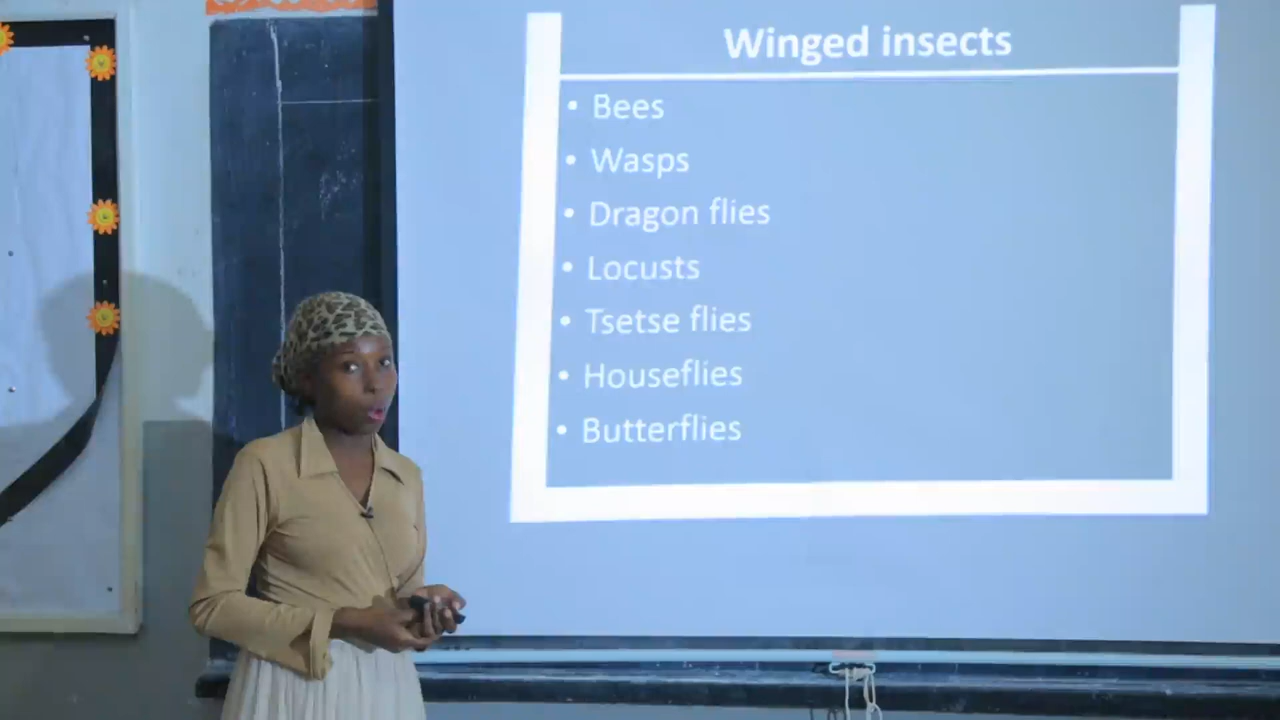 Winged insects
• Bees
• Wasps
• Dragon flies
• Locusts
• Tsetse flies
• Houseflies
• Butterflies